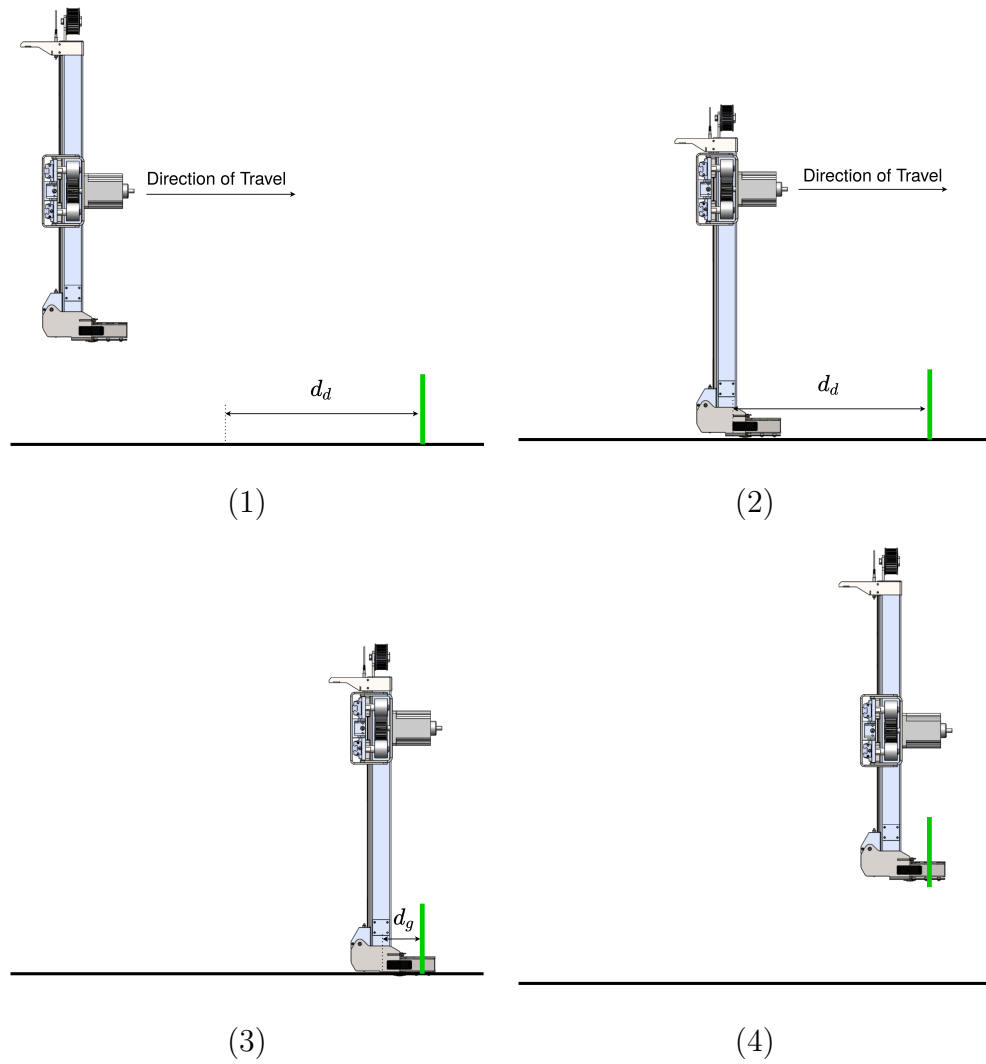 Direction of Travel
Direction of Travel
d_d
d_d
(1)
(2)
d_g
(3)
(4)